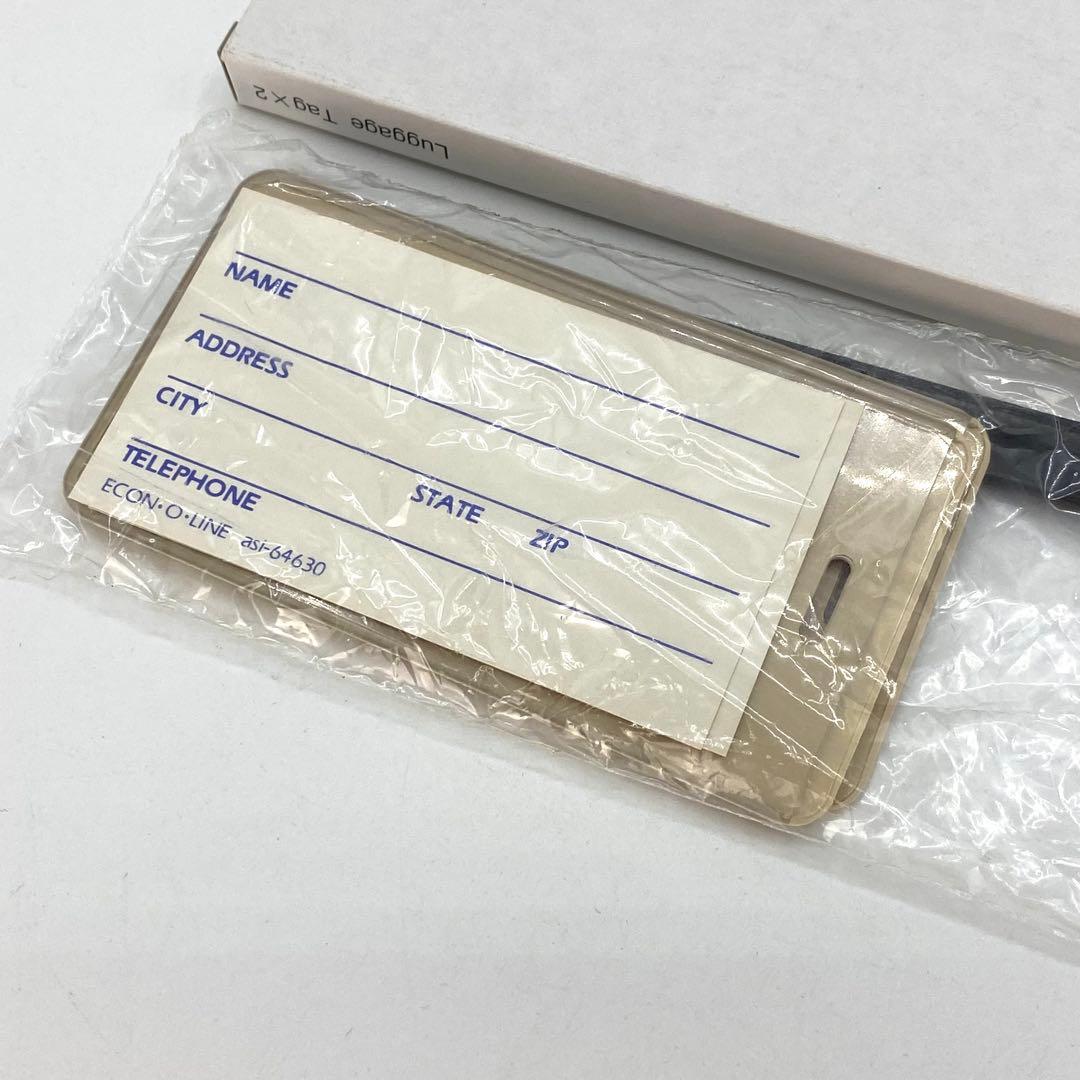 Luggage Tag×2
NAME
ADDRESS
CITY
STATE
ZIP
TELEPHONE
ECON•O•LINE asi-64630